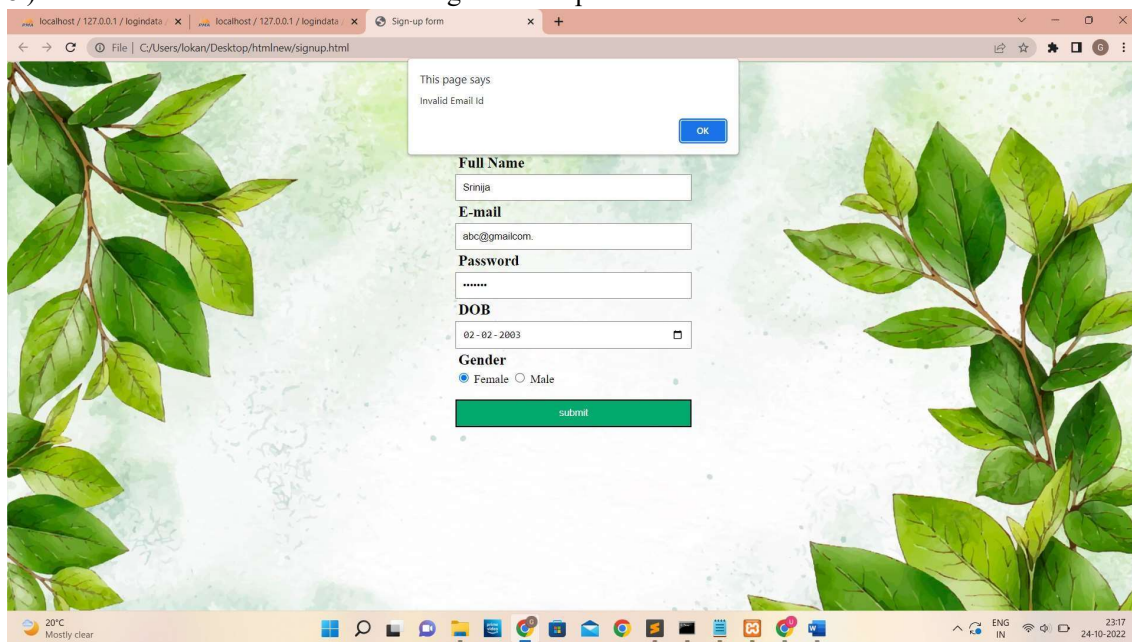 localhost / 127.0.0.1 / logindata
localhost / 127.0.0.1 / logindata
Sign-up form
File | C:/Users/lokan/Desktop/htmlnew/signup.html
G
This page says
Invalid Email Id
OK
Full Name
Srinija
E-mail
abc@gmailcom.
Password
•••••••
DOB
02-02-2003
Gender
Female Male
submit
20°C
Mostly clear
ENG
IN
23:17
24-10-2022